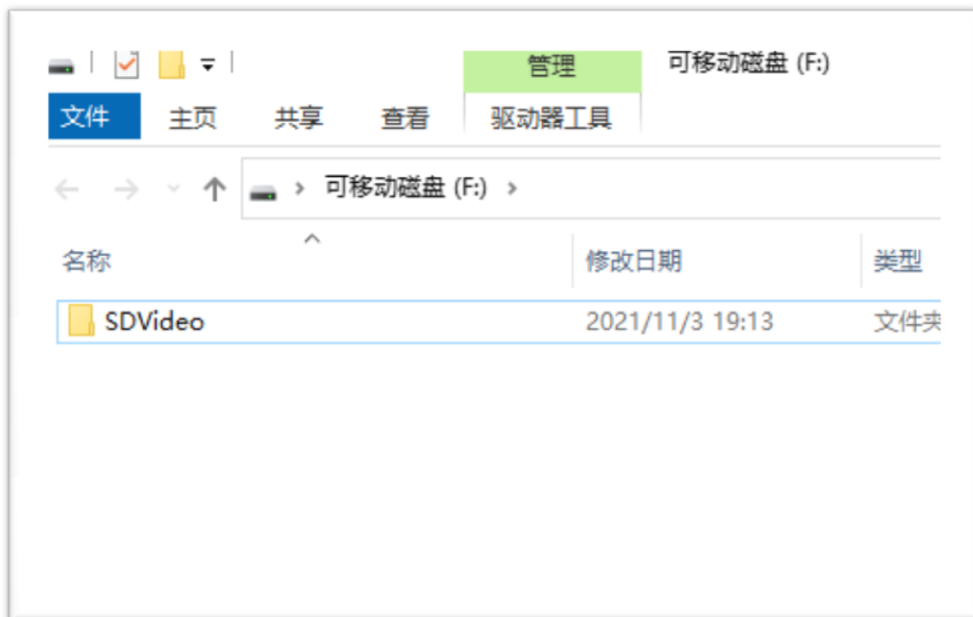 管理 可移动磁盘 (F:)
文件 主页 共享 查看 驱动器工具
可移动磁盘 (F:)
名称 修改日期 类型
SDVideo 2021/11/3 19:13 文件夹